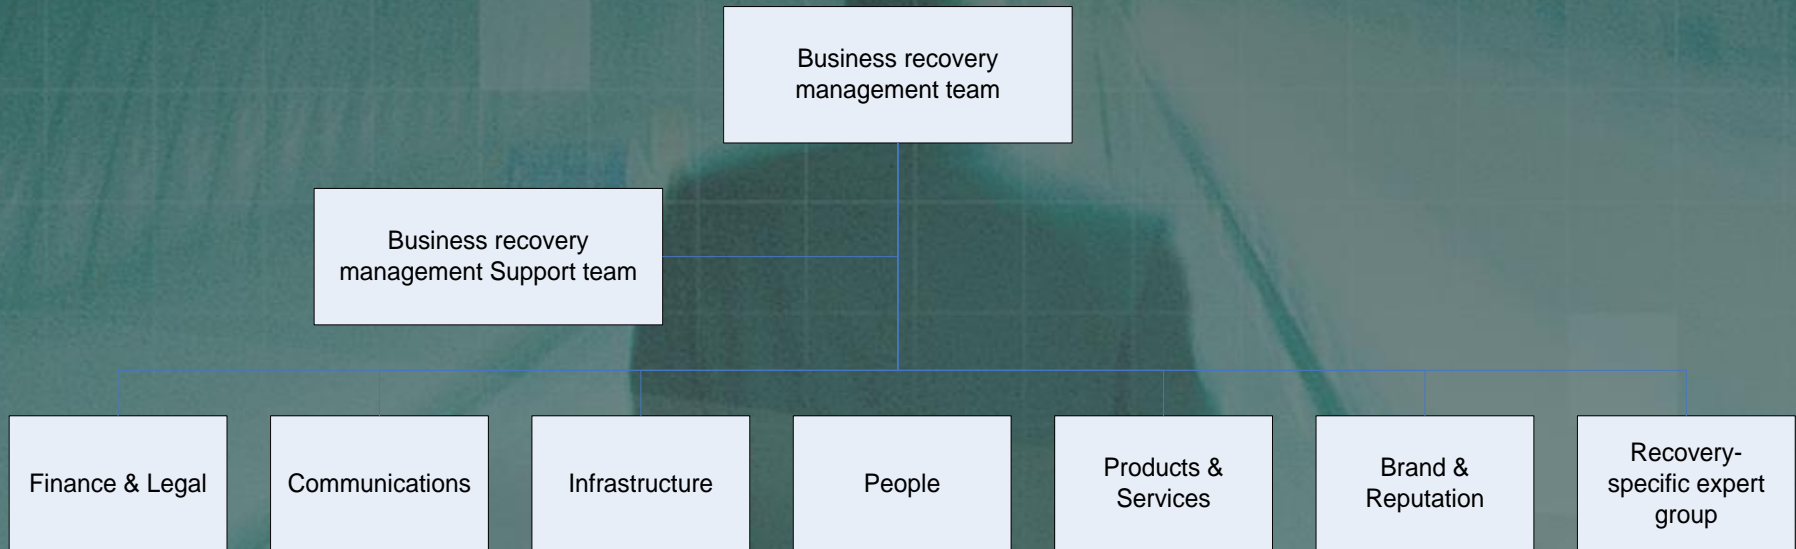 Business recovery
management team
Business recovery
management Support team
Finance & Legal
Communications
Infrastructure
People
Products &
Services
Brand &
Reputation
Recovery-
specific expert
group